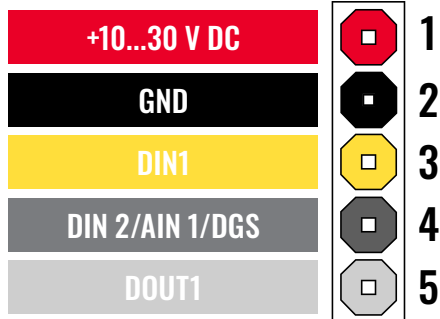 +10...30 V DC 1
GND 2
DIN1 3
DIN 2/AIN 1/DGS 4
DOUT1 5